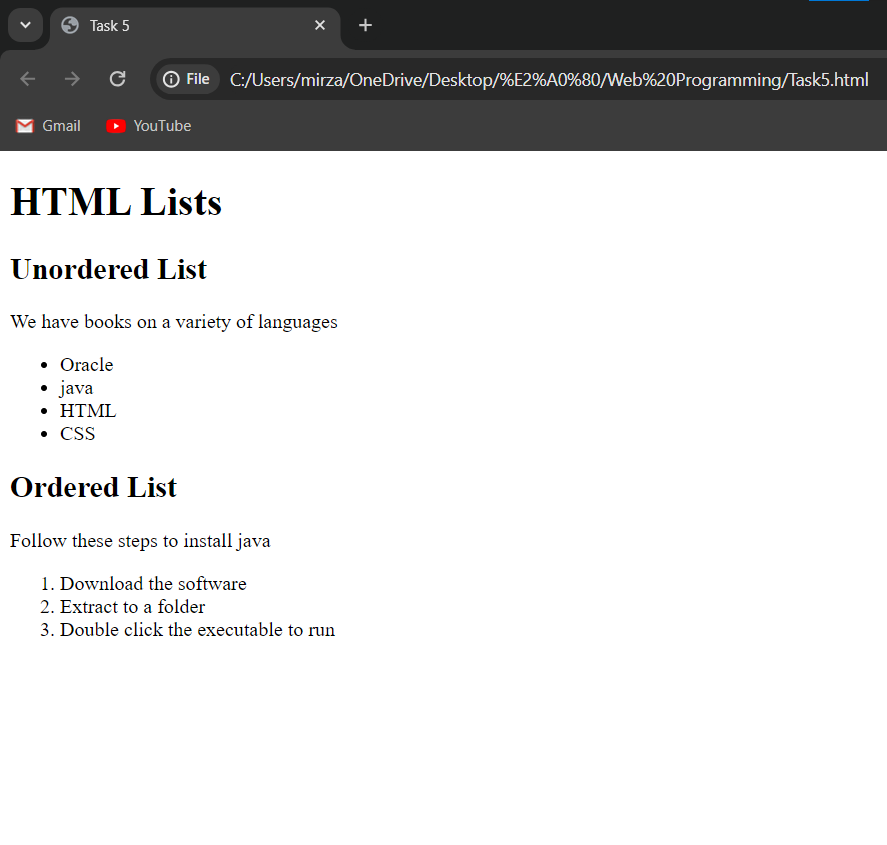 Task 5
File
C:/Users/mirza/OneDrive/Desktop/%E2%A0%80/Web%20Programming/Task5.html
Gmail
YouTube
HTML Lists
Unordered List
We have books on a variety of languages
• Oracle
• java
• HTML
• CSS
Ordered List
Follow these steps to install java
1. Download the software
2. Extract to a folder
3. Double click the executable to run